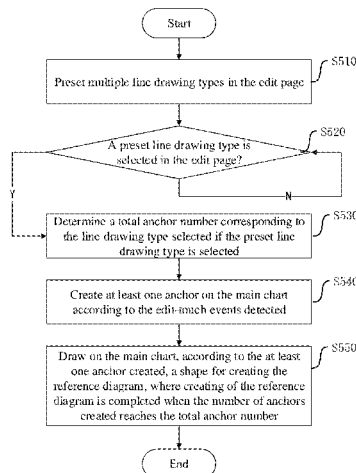 Start
S510
Preset multiple line drawing types in the edit page
S520
A preset line drawing type is
selected in the edit page?
Y
N
S530
Determine a total anchor number corresponding to
the line drawing type selected if the preset line
drawing type is selected
S540
Create at least one anchor on the main chart
according to the edit-much events detected
S550
Draw on the main chart, according to the at least
one anchor created, a shape for creating the
reference diagram, where creating of the reference
diagram is completed when the number of anchors
created reaches the total anchor number
End